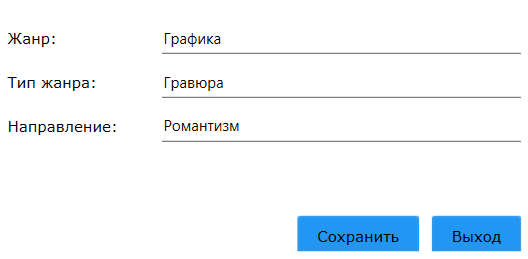 Жанр: Графика
Тип жанра: Гравюра
Направление: Романтизм
Сохранить Выход